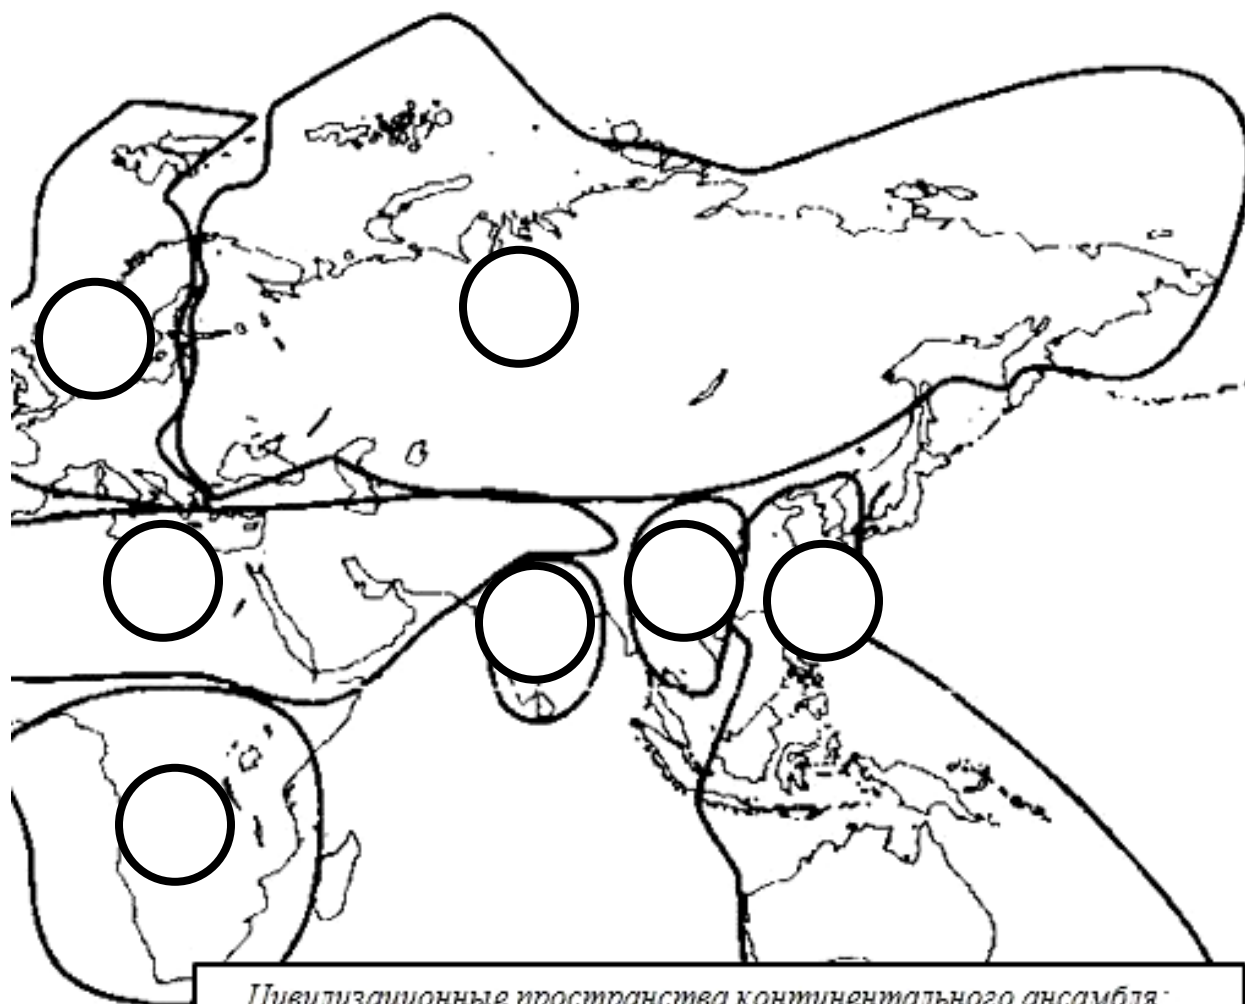 Цивилизационные пространства континентального ансамбля: